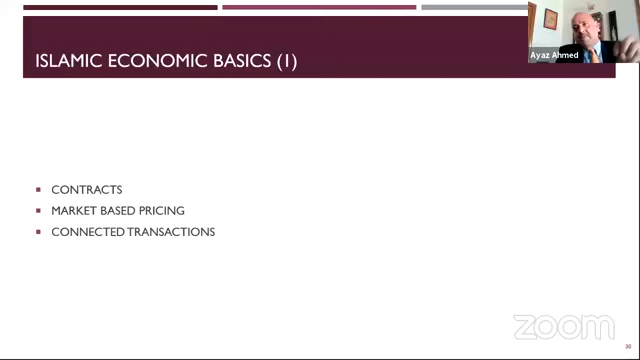 Ayaz Ahmed
ISLAMIC ECONOMIC BASICS (1)
CONTRACTS
MARKET BASED PRICING
CONNECTED TRANSACTIONS
zoom
30